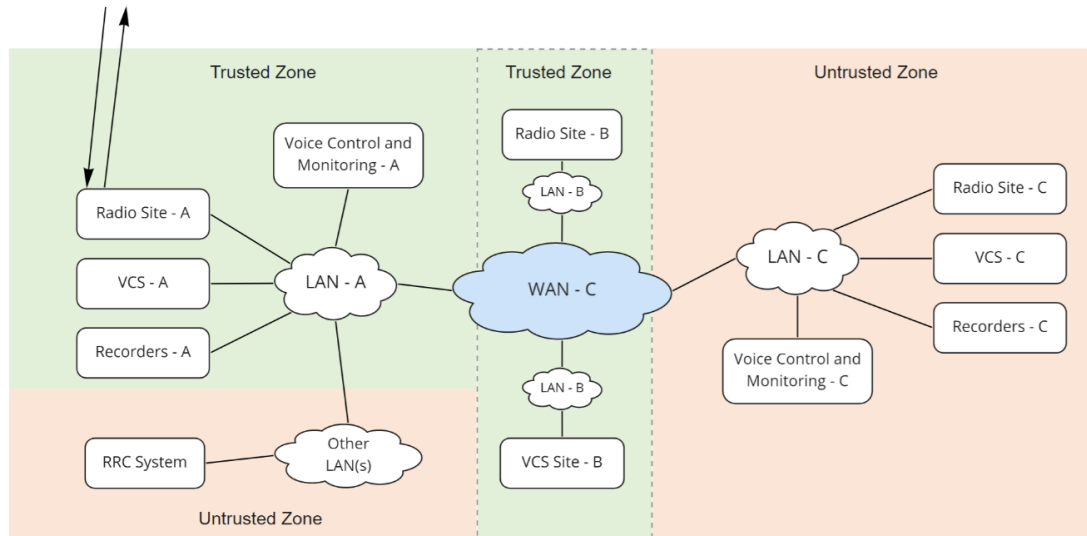 Trusted Zone
Trusted Zone
Untrusted Zone
Voice Control and
Monitoring - A
Radio Site - A
VCS - A
Recorders - A
LAN - A
Radio Site - B
LAN - B
WAN - C
LAN - B
VCS Site - B
Radio Site - C
LAN - C
VCS - C
Recorders - C
Voice Control and
Monitoring - C
RRC System
Other
LAN(s)
Untrusted Zone